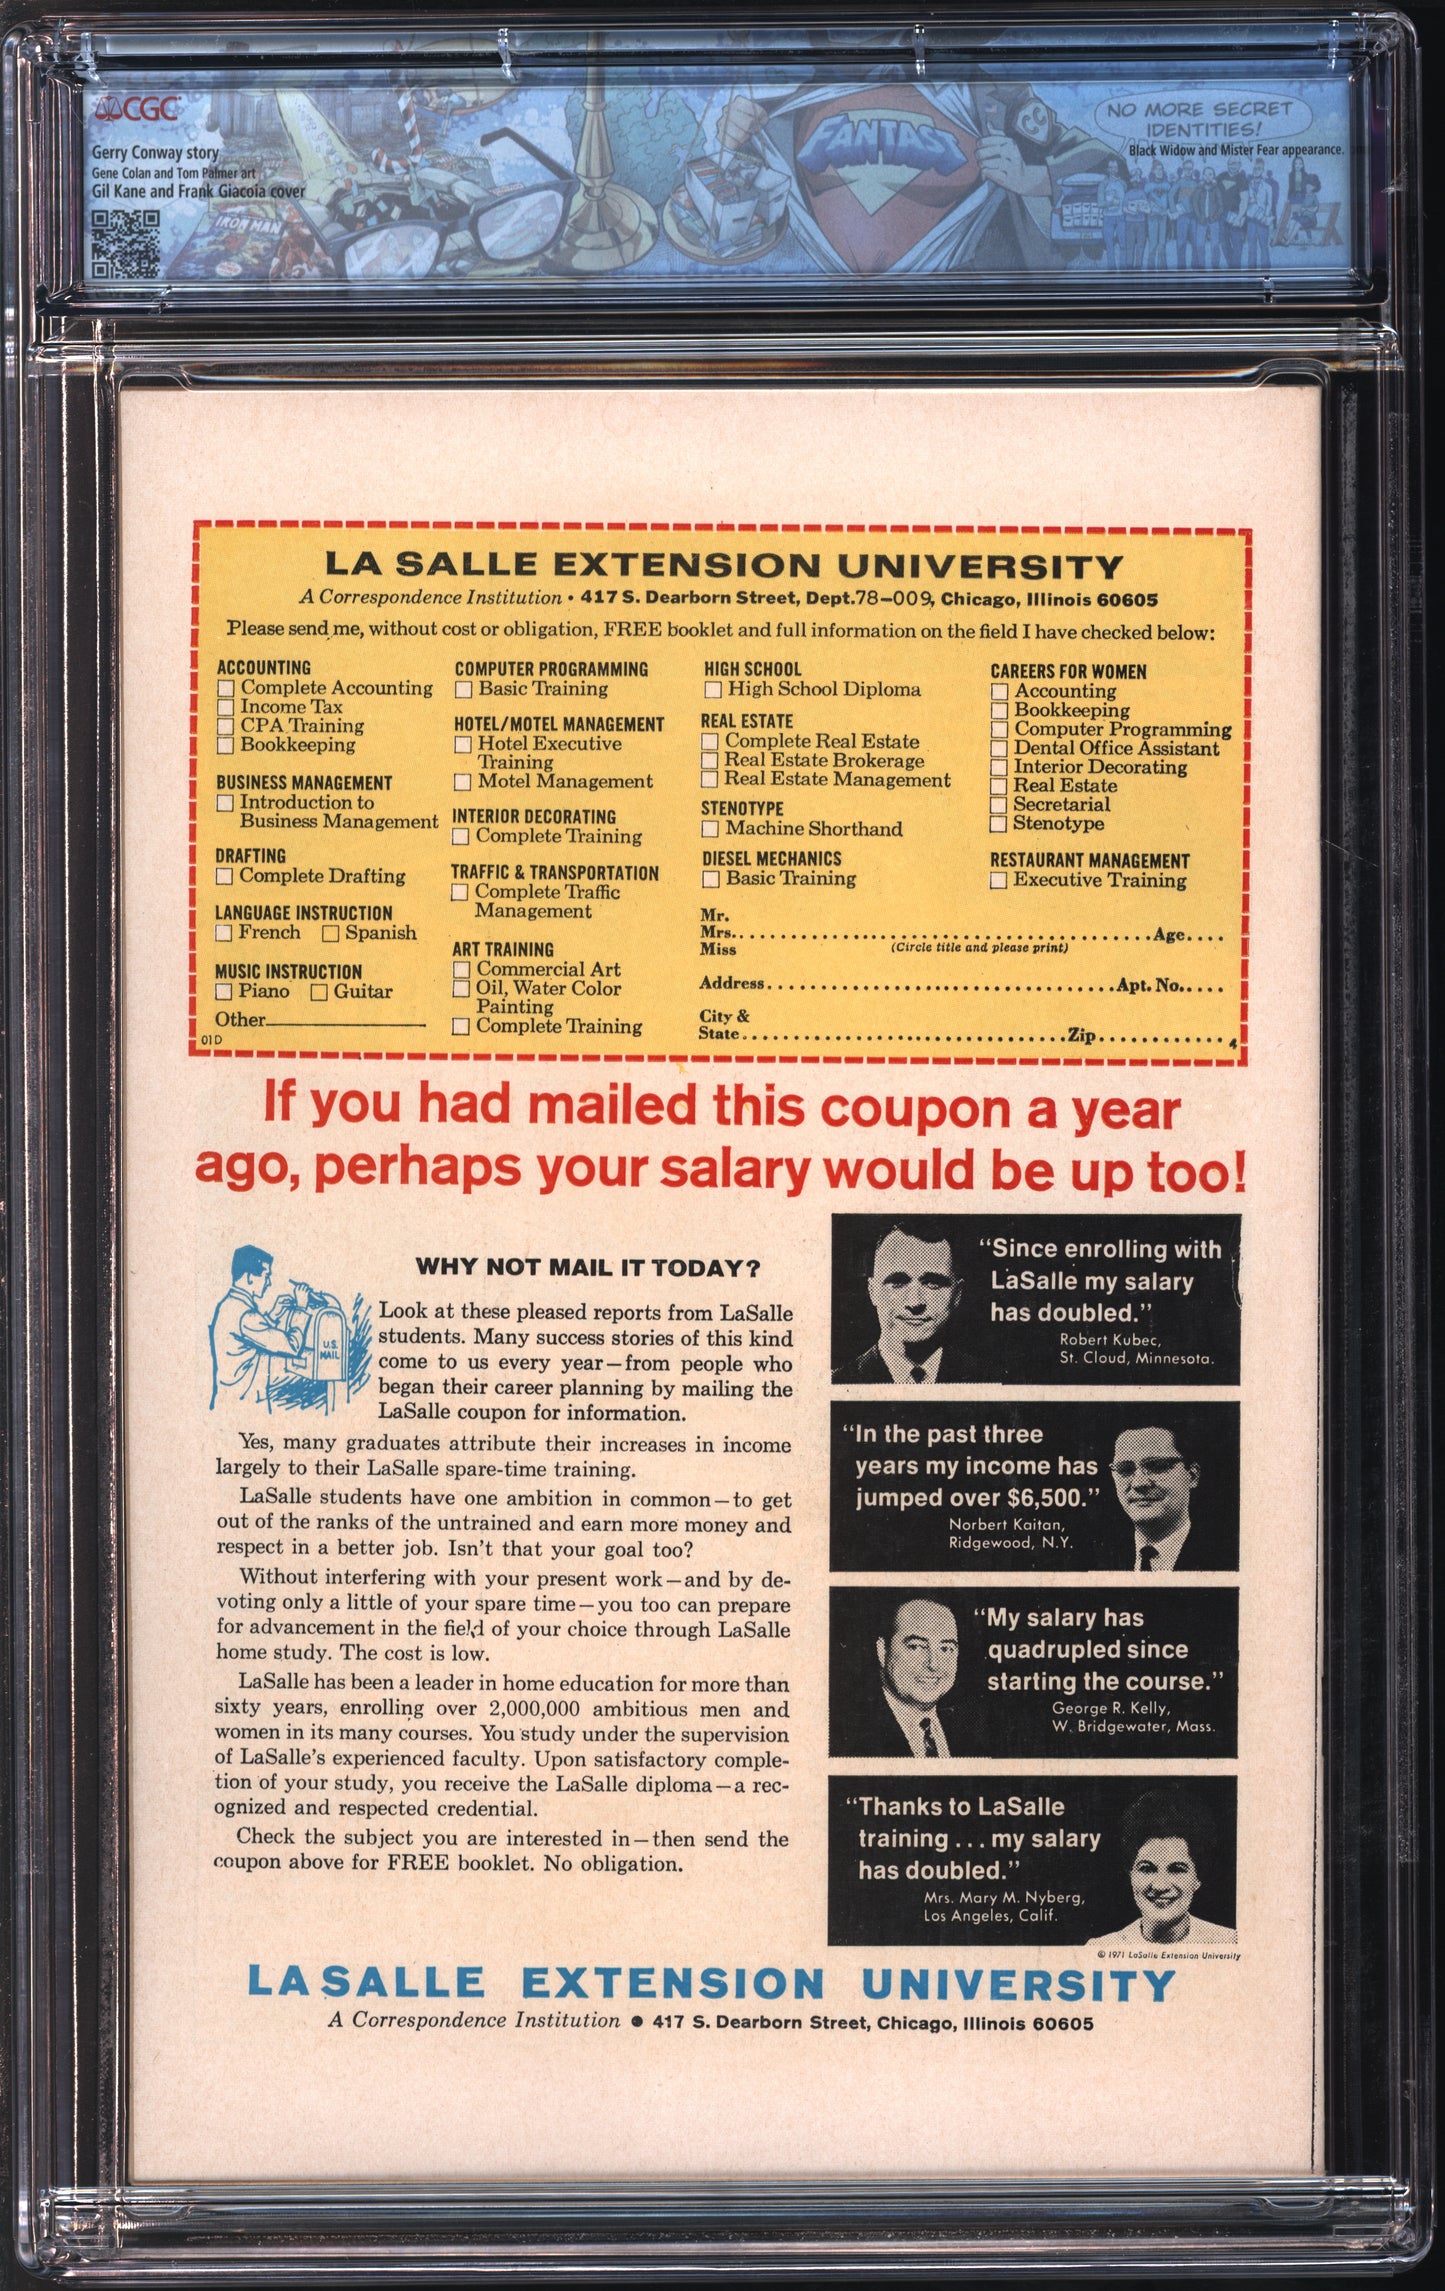 CGC
Gerry Conway story
Gene Colan and Tom Palmer art
Gil Kane and Frank Giacoia cover
IRON MAN
FANTAS
NO MORE SECRET
IDENTITIES!
Black Widow and Mister Fear appearance.
LA SALLE EXTENSION UNIVERSITY
A Correspondence Institution • 417 S. Dearborn Street, Dept.78-009, Chicago, Illinois 60605
Please send me, without cost or obligation, FREE booklet and full information on the field I have checked below:
ACCOUNTING
Complete Accounting
Income Tax
CPA Training
Bookkeeping
BUSINESS MANAGEMENT
Introduction to
Business Management
DRAFTING
Complete Drafting
LANGUAGE INSTRUCTION
French Spanish
MUSIC INSTRUCTION
Piano Guitar
Other
01D
COMPUTER PROGRAMMING
Basic Training
HOTEL/MOTEL MANAGEMENT
Hotel Executive
Training
Motel Management
INTERIOR DECORATING
Complete Training
TRAFFIC & TRANSPORTATION
Complete Traffic
Management
ART TRAINING
Commercial Art
Oil, Water Color
Painting
Complete Training
HIGH SCHOOL
High School Diploma
REAL ESTATE
Complete Real Estate
Real Estate Brokerage
Real Estate Management
STENOTYPE
Machine Shorthand
DIESEL MECHANICS
Basic Training
CAREERS FOR WOMEN
Accounting
Bookkeeping
Computer Programming
Dental Office Assistant
Interior Decorating
Real Estate
Secretarial
Stenotype
RESTAURANT MANAGEMENT
Executive Training
Mr.
Mrs. Age
Miss (Circle title and please print)
Address Apt. No.
City &
State Zip 4
If you had mailed this coupon a year
ago, perhaps your salary would be up too!
U.S.
MAIL
WHY NOT MAIL IT TODAY?
Look at these pleased reports from LaSalle
students. Many success stories of this kind
come to us every year—from people who
began their career planning by mailing the
LaSalle coupon for information.
Yes, many graduates attribute their increases in income
largely to their LaSalle spare-time training.
LaSalle students have one ambition in common—to get
out of the ranks of the untrained and earn more money and
respect in a better job. Isn't that your goal too?
Without interfering with your present work—and by de-
voting only a little of your spare time—you too can prepare
for advancement in the field of your choice through LaSalle
home study. The cost is low.
LaSalle has been a leader in home education for more than
sixty years, enrolling over 2,000,000 ambitious men and
women in its many courses. You study under the supervision
of LaSalle's experienced faculty. Upon satisfactory comple-
tion of your study, you receive the LaSalle diploma—a rec-
ognized and respected credential.
Check the subject you are interested in—then send the
coupon above for FREE booklet. No obligation.
"Since enrolling with
LaSalle my salary
has doubled."
Robert Kubec,
St. Cloud, Minnesota.
"In the past three
years my income has
jumped over $6,500."
Norbert Kaitan,
Ridgewood, N.Y.
"My salary has
quadrupled since
starting the course."
George R. Kelly,
W. Bridgewater, Mass.
"Thanks to LaSalle
training . . . my salary
has doubled."
Mrs. Mary M. Nyberg,
Los Angeles, Calif.
© 1971 LaSalle Extension University
LASALLE EXTENSION UNIVERSITY
A Correspondence Institution • 417 S. Dearborn Street, Chicago, Illinois 60605